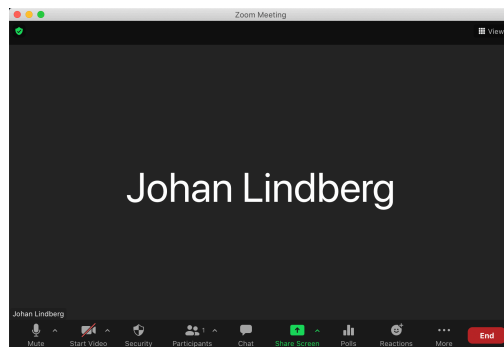 Zoom Meeting
View
Johan Lindberg
Johan Lindberg
Mute Start Video Security Participants 1 Chat Share Screen Polls Reactions More End